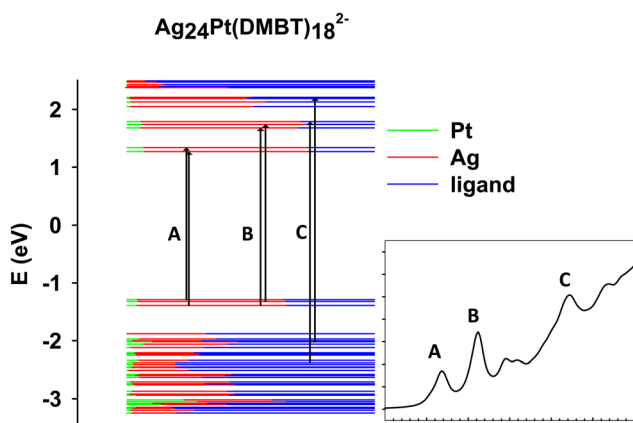 Ag24Pt(DMBT)18 2-
2
1
0
-1
-2
-3
E (eV)
A
B
C
Pt
Ag
ligand
A
B
C